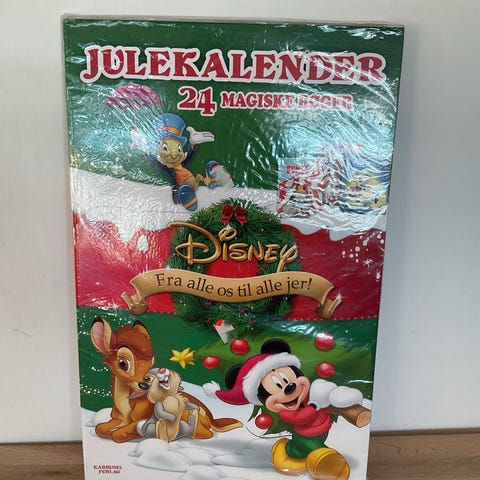 JULEKALENDER
24 MAGISKE BØGER
DISNEY
Fra alle os til alle jer!
KARRUSEL
FORLAG